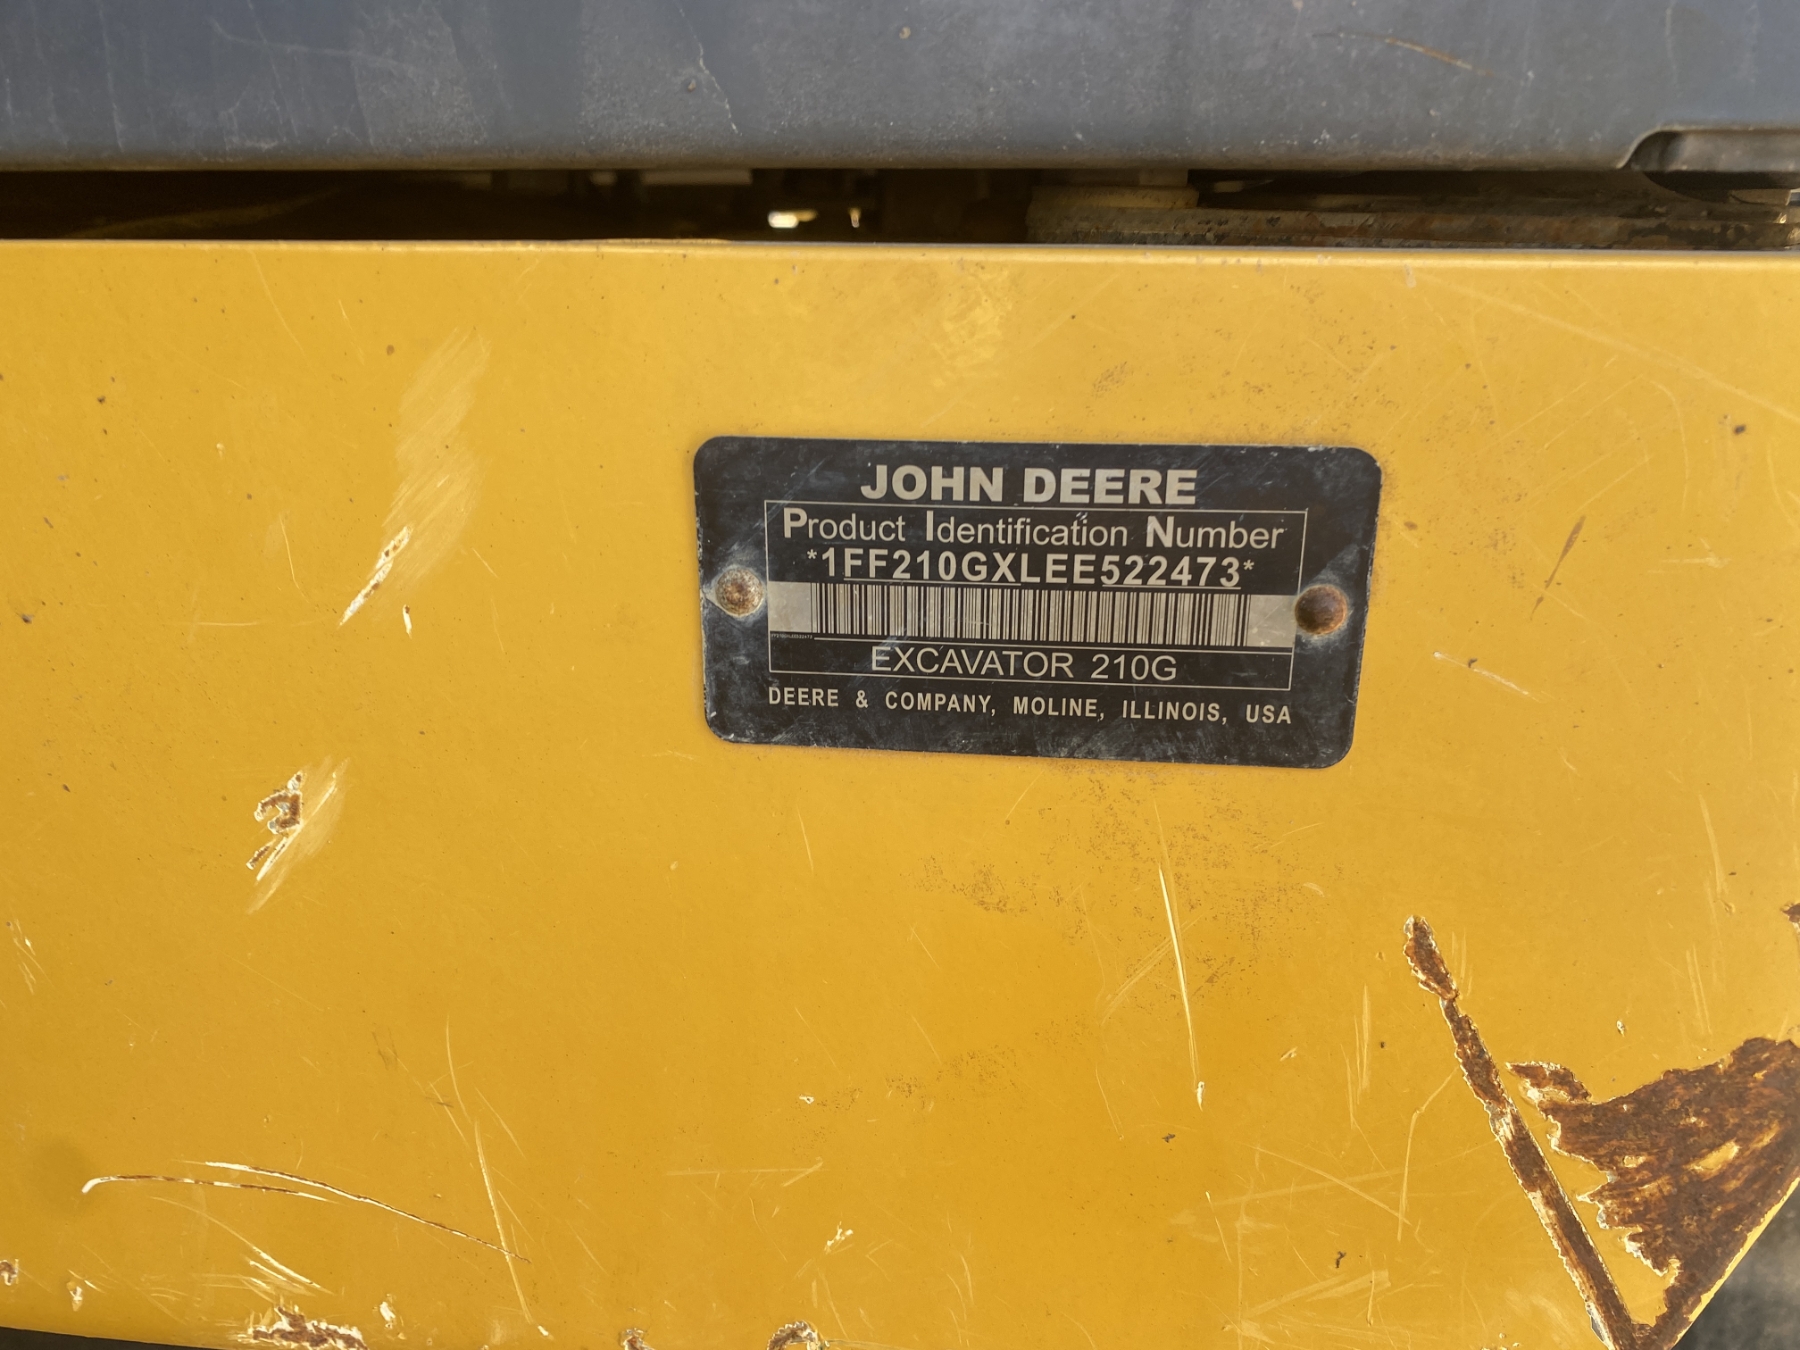 JOHN DEERE
Product Identification Number
*1FF210GXLEE522473*
EXCAVATOR 210G
DEERE & COMPANY, MOLINE, ILLINOIS, USA